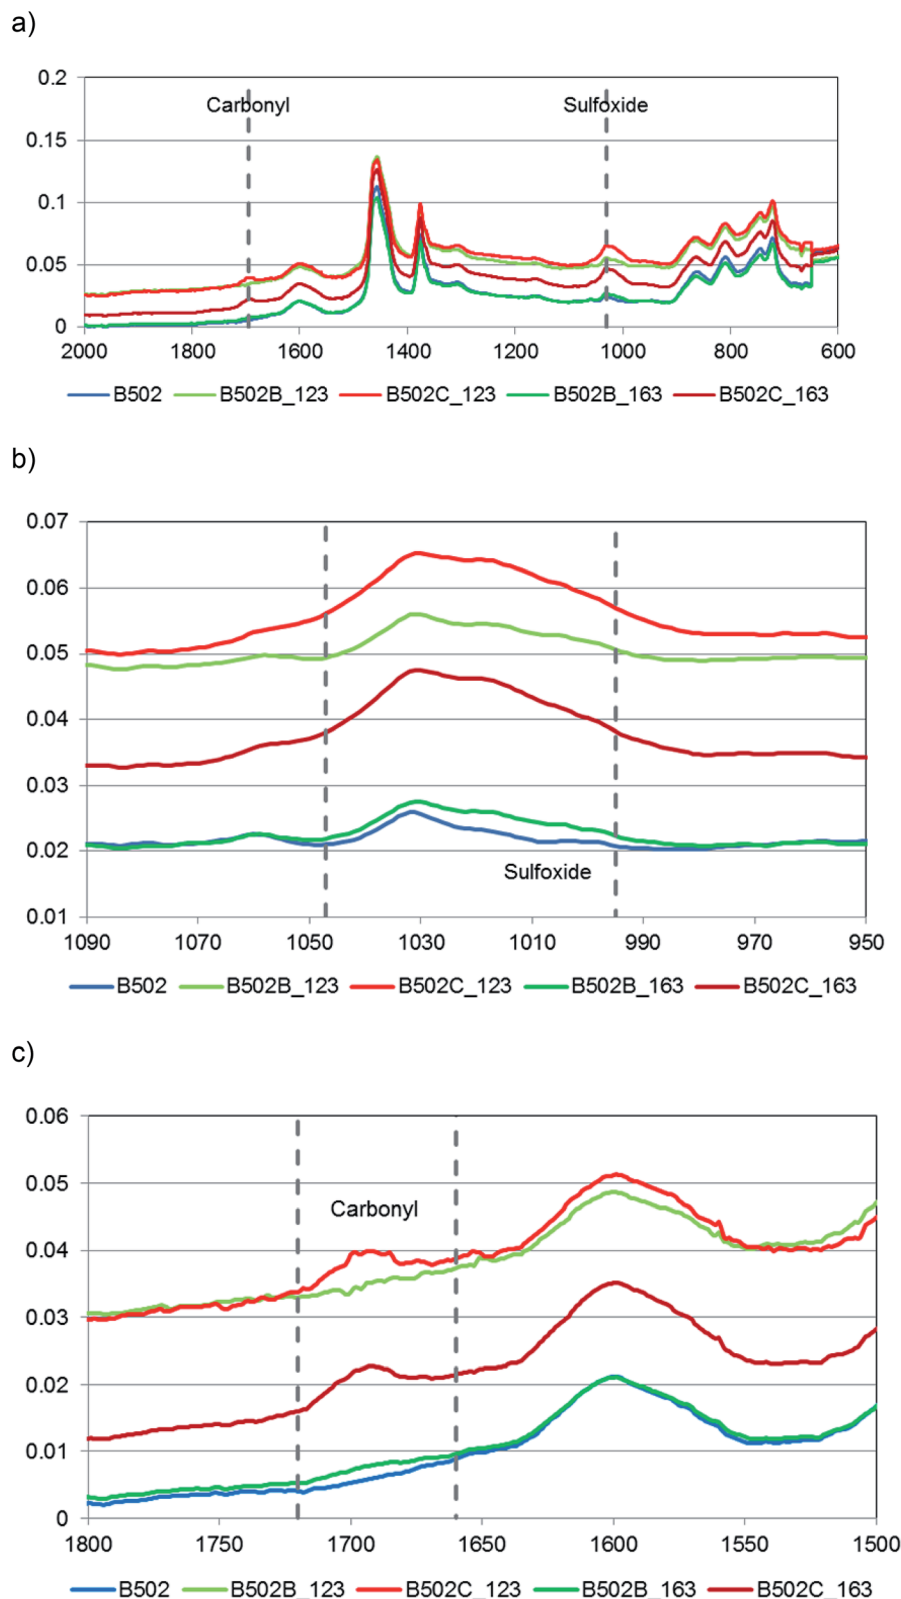 a)
0.2
Carbonyl Sulfoxide
0.15
0.1
0.05
0
2000 1800 1600 1400 1200 1000 800 600
B502 B502B_123 B502C_123 B502B_163 B502C_163
b)
0.07
0.06
0.05
0.04
0.03
0.02
Sulfoxide
0.01
1090 1070 1050 1030 1010 990 970 950
B502 B502B_123 B502C_123 B502B_163 B502C_163
c)
0.06
0.05
Carbonyl
0.04
0.03
0.02
0.01
0
1800 1750 1700 1650 1600 1550 1500
B502 B502B_123 B502C_123 B502B_163 B502C_163